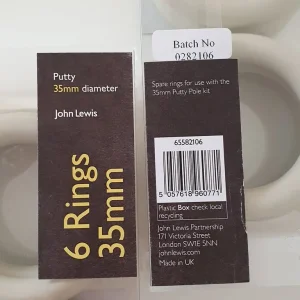 Putty
35mm diameter
John Lewis
6 Rings
35mm
Batch No
0282106
Spare rings for use with the
35mm Putty Pole kit
65582106
5 057618 960771
Plastic Box check local
recycling
John Lewis Partnership
171 Victoria Street
London SW1E 5NN
johnlewis.com
Made in UK